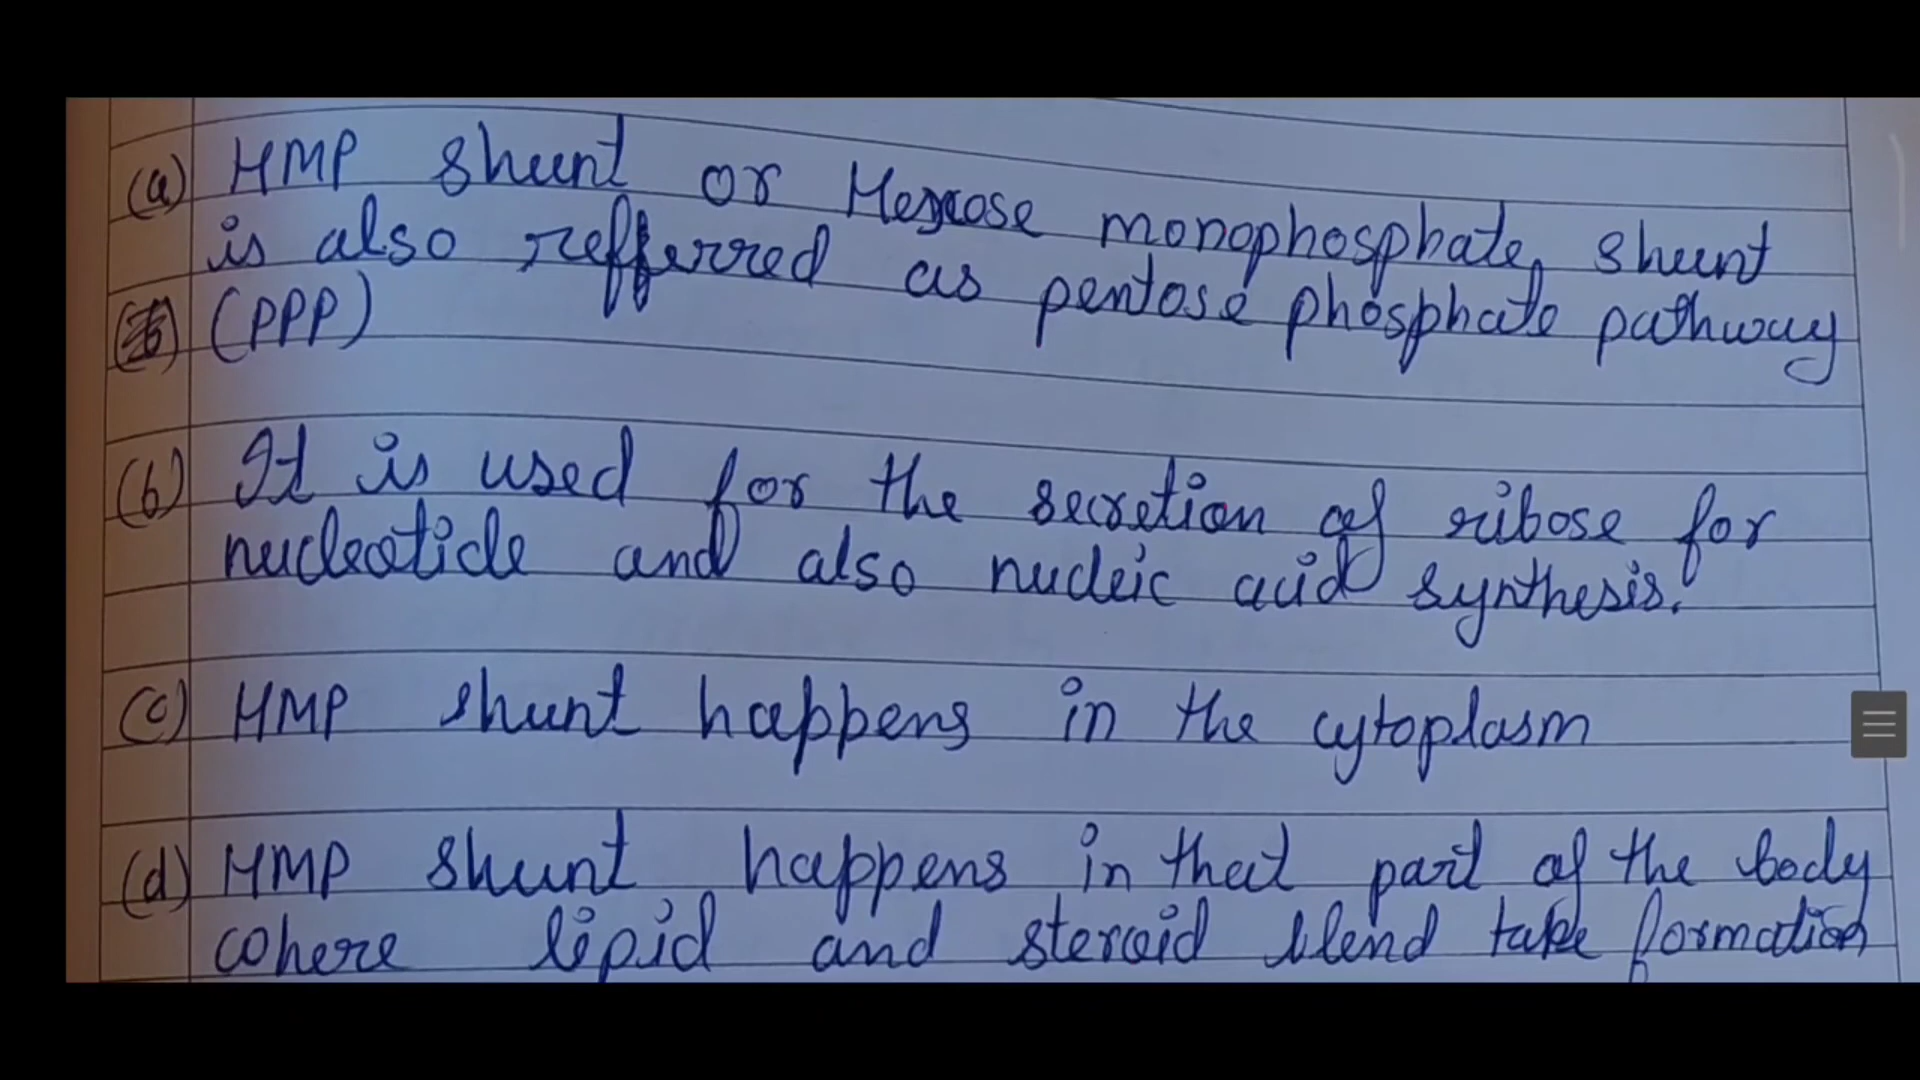 (a) HMP shunt or Hexose monophosphate shunt
is also refferred as pentose phosphate pathway
(PPP)
(b) It is used for the secretion of ribose for
nucleotide and also nucleic acid synthesis.
(c) HMP shunt happens in the cytoplasm
(d) HMP shunt happens in that part of the body
where lipid and steroid blend take formation